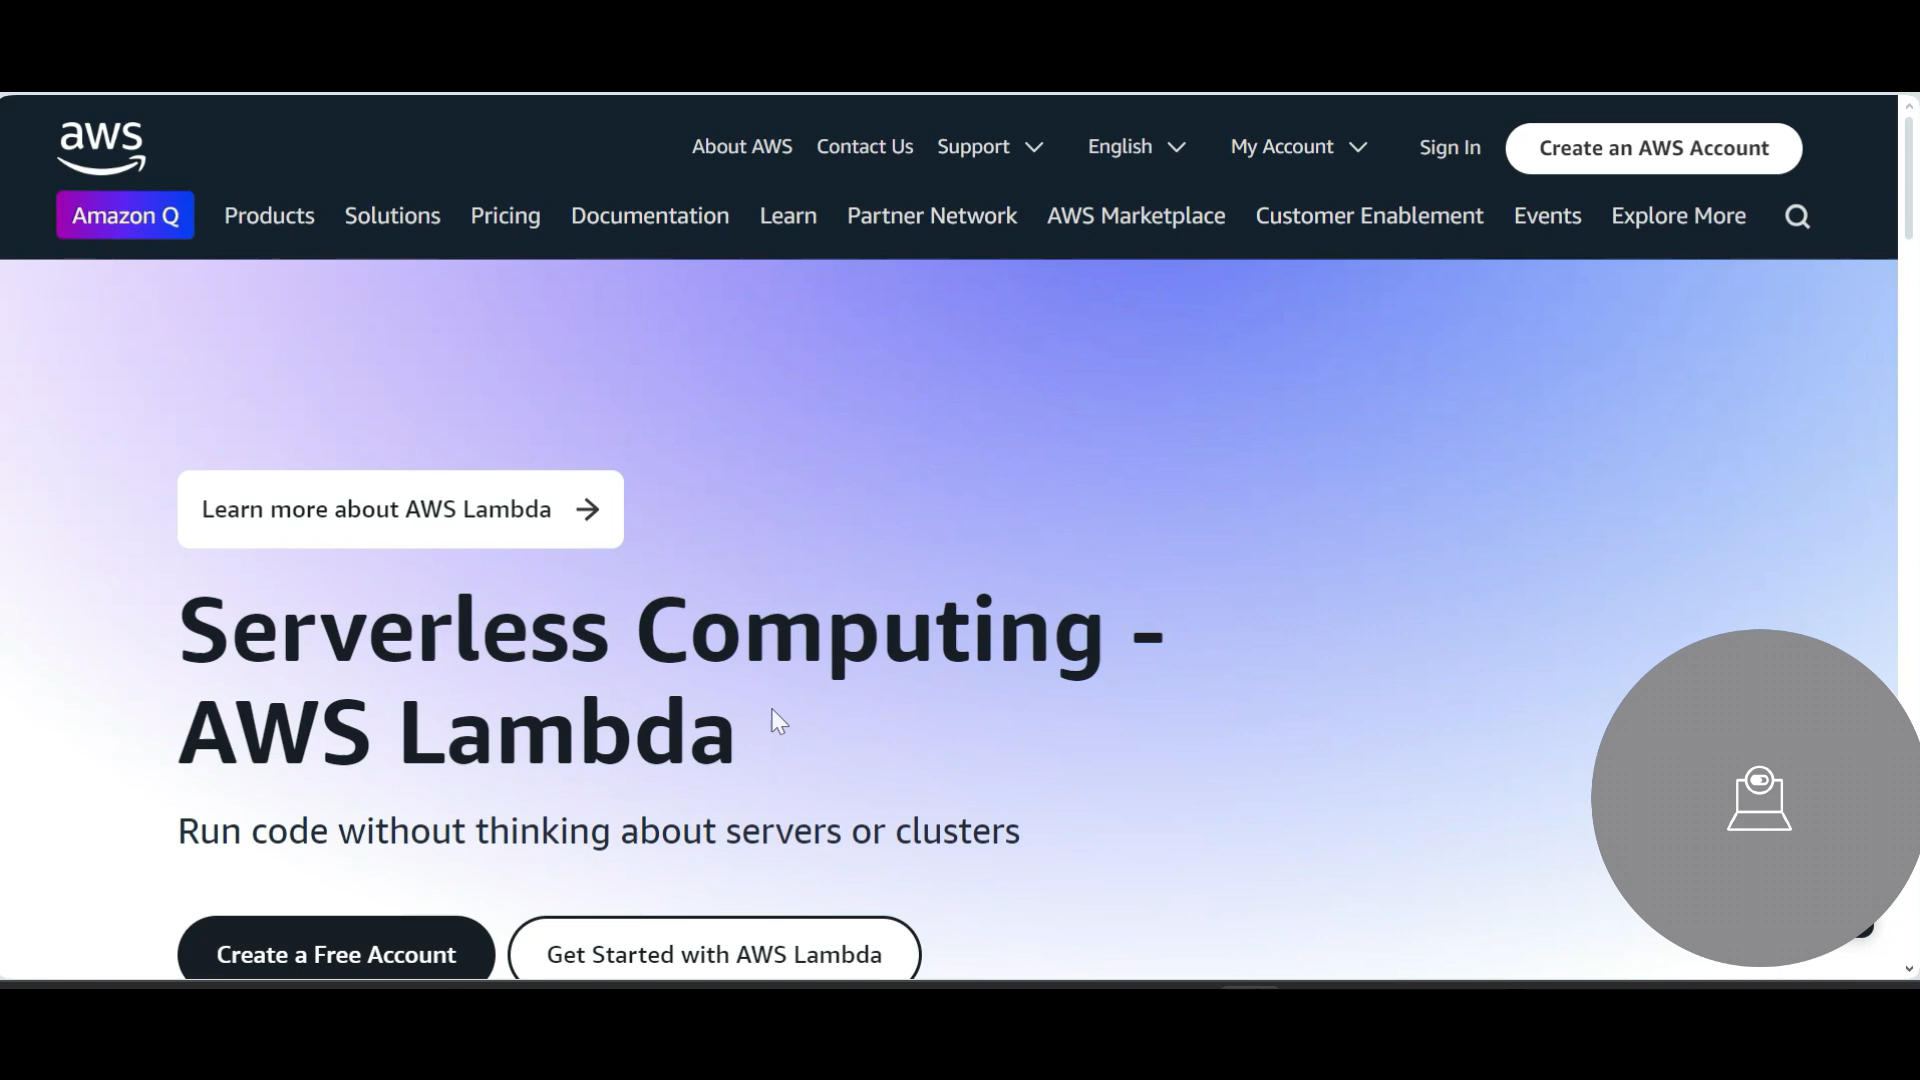 aws
About AWS Contact Us Support English My Account Sign In Create an AWS Account
Amazon Q Products Solutions Pricing Documentation Learn Partner Network AWS Marketplace Customer Enablement Events Explore More
Learn more about AWS Lambda
Serverless Computing -
AWS Lambda
Run code without thinking about servers or clusters
Create a Free Account Get Started with AWS Lambda